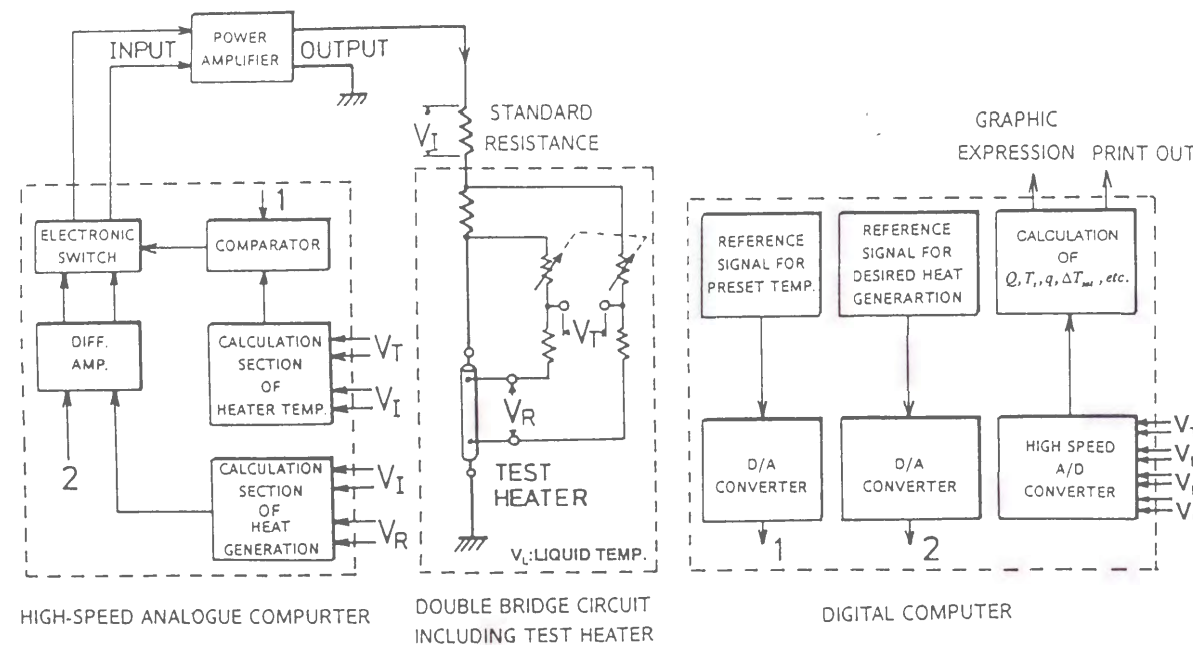 POWER
AMPLIFIER
INPUT
OUTPUT
V_I
STANDARD
RESISTANCE
GRAPHIC
EXPRESSION
PRINT OUT
1
ELECTRONIC
SWITCH
COMPARATOR
DIFF.
AMP.
CALCULATION
SECTION
OF
HEATER TEMP.
V_T
V_I
2
CALCULATION
SECTION
OF
HEAT
GENERATION
V_I
V_R
V_T
V_R
TEST
HEATER
V_L:LIQUID TEMP.
REFERENCE
SIGNAL FOR
PRESET TEMP.
REFERENCE
SIGNAL FOR
DESIRED HEAT
GENERARTION
CALCULATION
OF
D/A
CONVERTER
D/A
CONVERTER
HIGH SPEED
A/D
CONVERTER
1
2
HIGH-SPEED ANALOGUE COMPURTER
DOUBLE BRIDGE CIRCUIT
INCLUDING TEST HEATER
DIGITAL COMPUTER